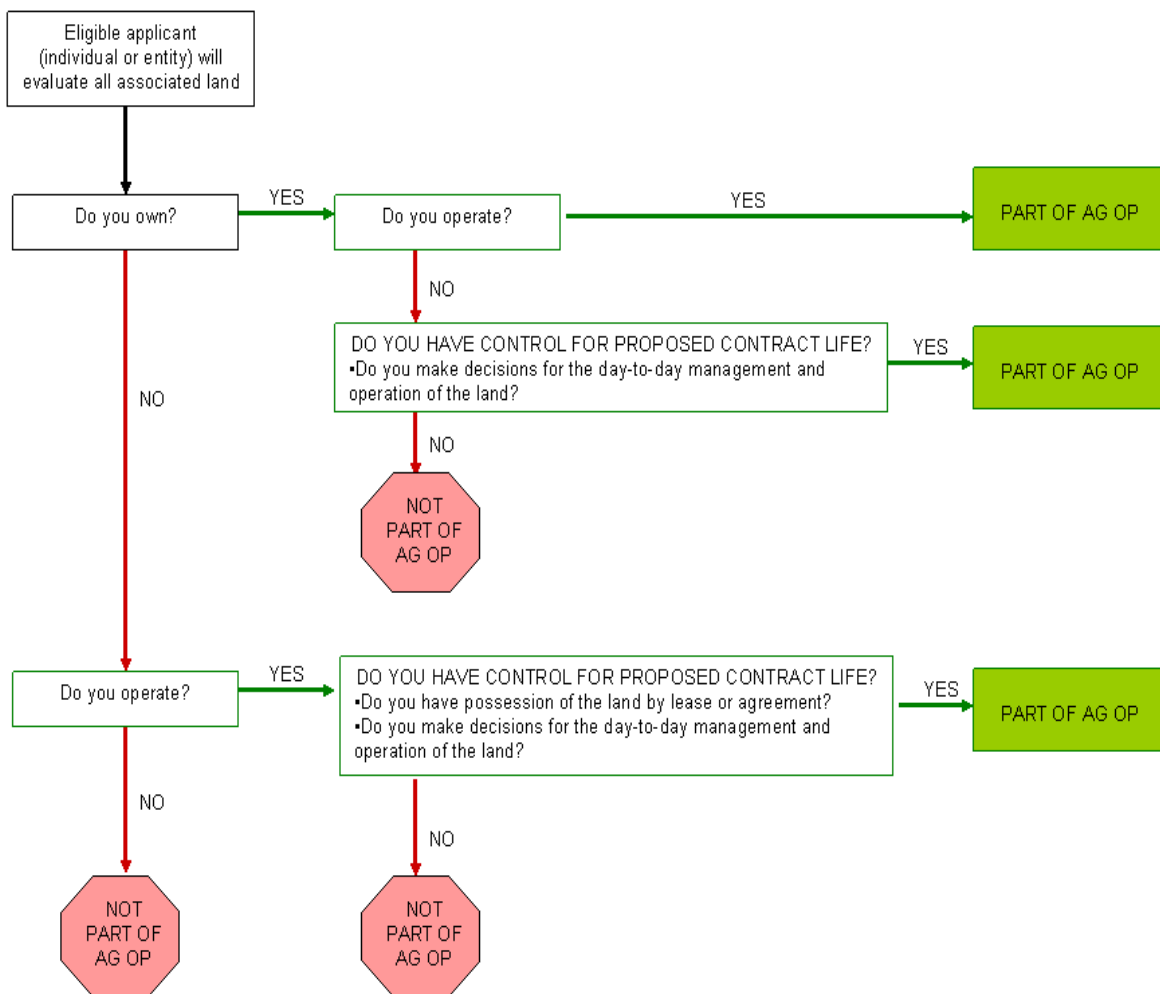 Eligible applicant
(individual or entity) will
evaluate all associated land
Do you own?
YES
Do you operate?
YES
PART OF AG OP
NO
DO YOU HAVE CONTROL FOR PROPOSED CONTRACT LIFE?
▪Do you make decisions for the day-to-day management and
operation of the land?
YES
PART OF AG OP
NO
NO
NOT
PART OF
AG OP
Do you operate?
YES
DO YOU HAVE CONTROL FOR PROPOSED CONTRACT LIFE?
▪Do you have possession of the land by lease or agreement?
▪Do you make decisions for the day-to-day management and
operation of the land?
YES
PART OF AG OP
NO
NO
NOT
PART OF
AG OP
NOT
PART OF
AG OP